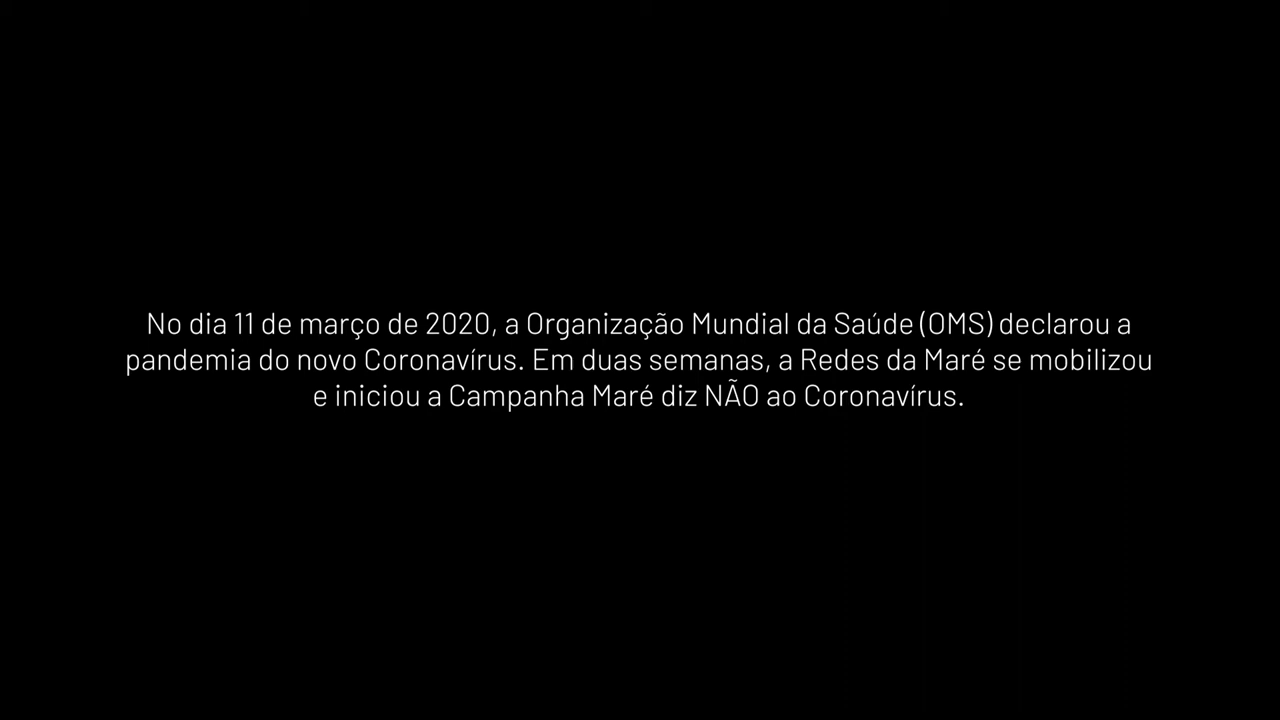 No dia 11 de março de 2020, a Organização Mundial da Saúde (OMS) declarou a
pandemia do novo Coronavírus. Em duas semanas, a Redes da Maré se mobilizou
e iniciou a Campanha Maré diz NÃO ao Coronavírus.